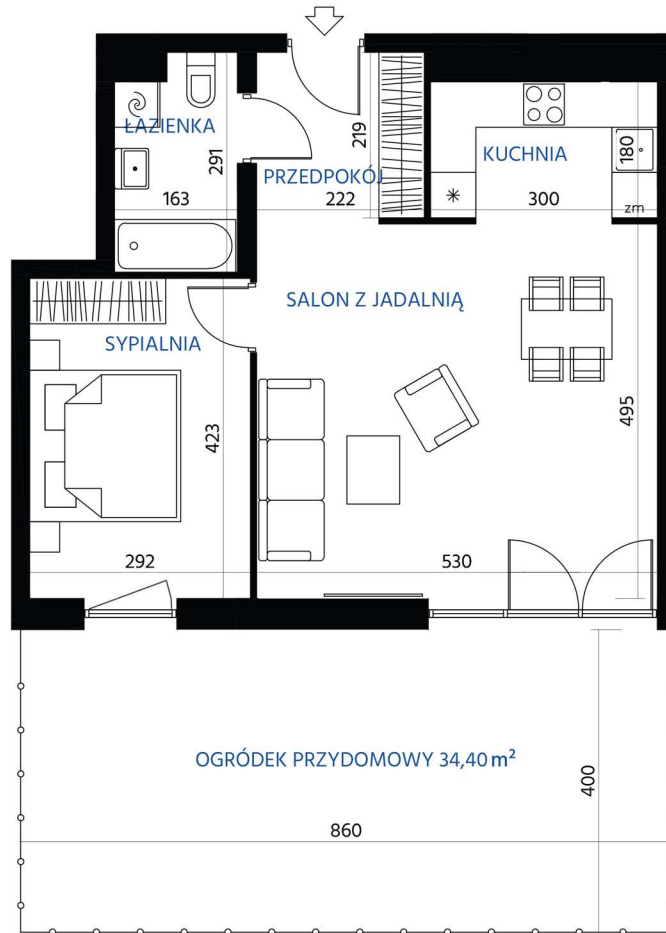 ŁAZIENKA
291
163
219
PRZEDPOKÓJ
222
KUCHNIA
180
300
zm
SALON Z JADALNIĄ
SYPIALNIA
423
495
292
530
OGRÓDEK PRZYDOMOWY 34,40 m²
400
860